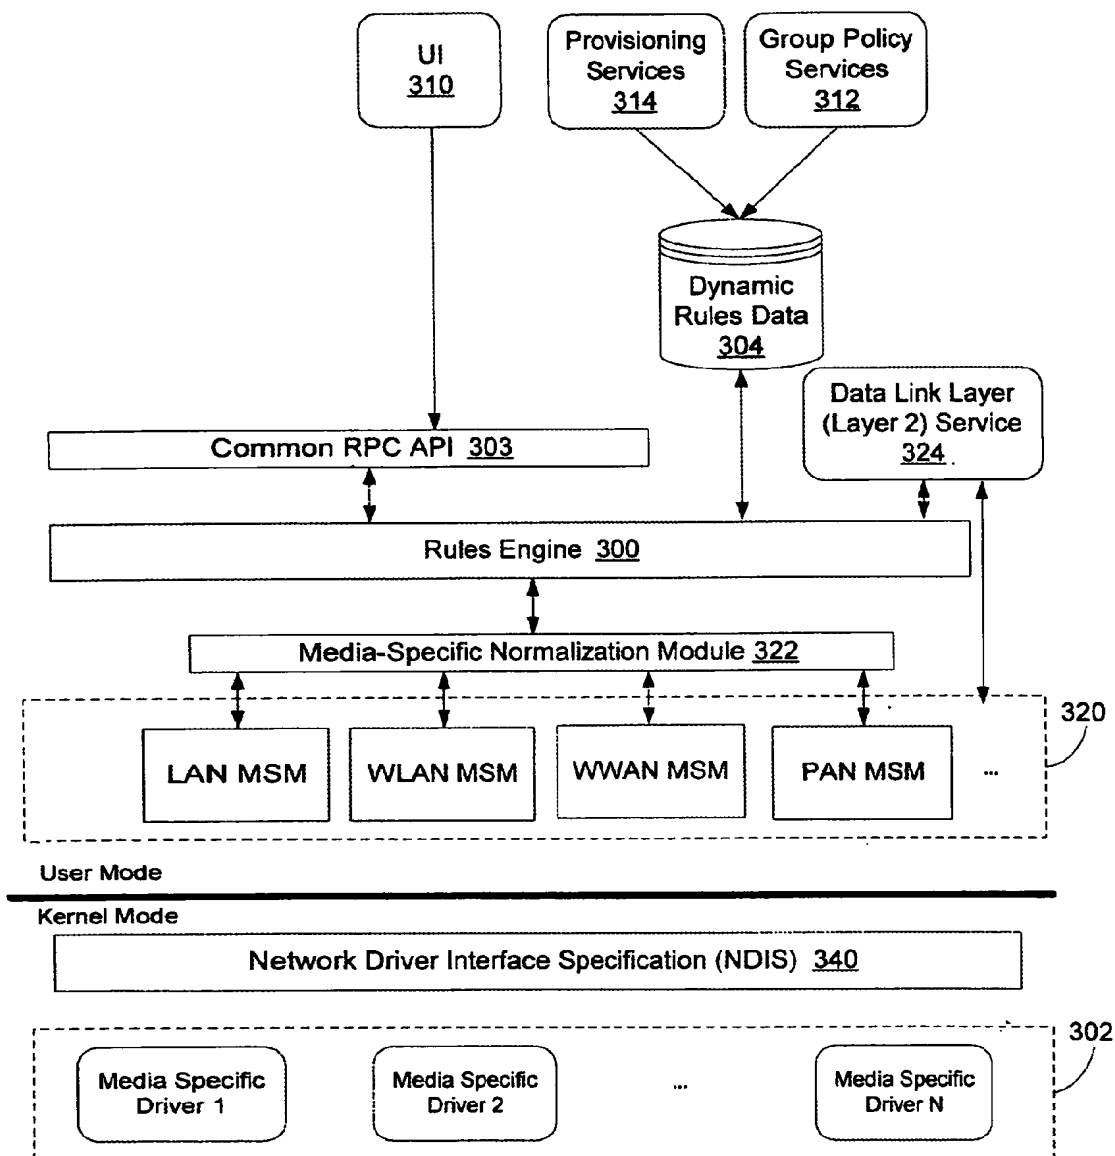 UI
310
Provisioning
Services
314
Group Policy
Services
312
Dynamic
Rules Data
304
Data Link Layer
(Layer 2) Service
324
Common RPC API 303
Rules Engine 300
Media-Specific Normalization Module 322
320
LAN MSM
WLAN MSM
WWAN MSM
PAN MSM
...
User Mode
Kernel Mode
Network Driver Interface Specification (NDIS) 340
302
Media Specific
Driver 1
Media Specific
Driver 2
...
Media Specific
Driver N